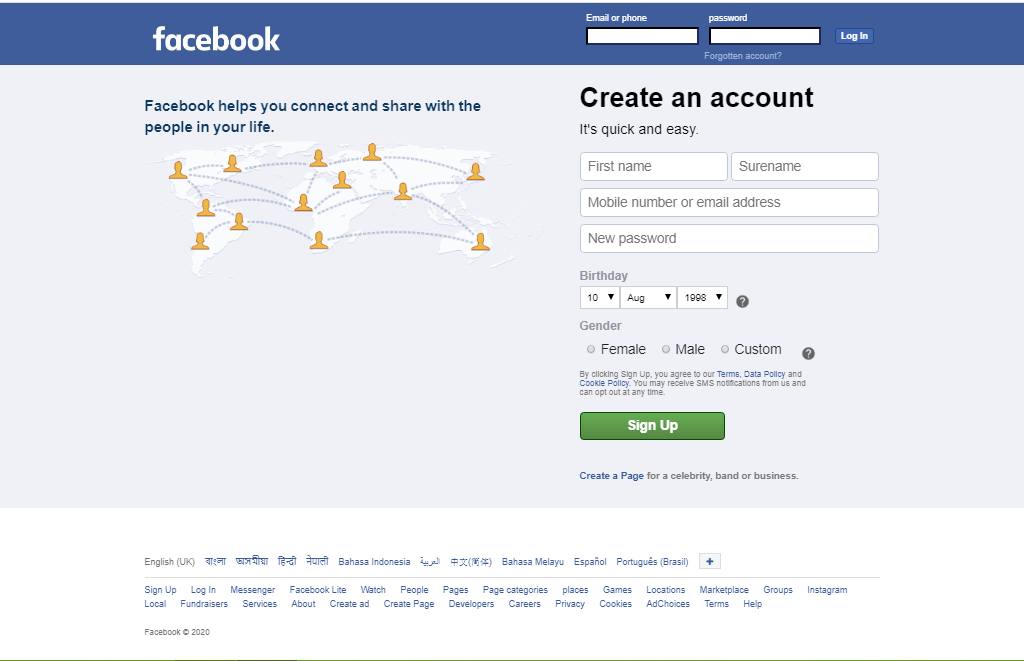 Email or phone password
facebook Log In
Forgotten account?
Facebook helps you connect and share with the
people in your life.
Create an account
It's quick and easy.
First name Surename
Mobile number or email address
New password
Birthday
10 Aug 1998 ?
Gender
Female Male Custom ?
By clicking Sign Up, you agree to our Terms, Data Policy and
Cookie Policy. You may receive SMS notifications from us and
can opt out at any time.
Sign Up
Create a Page for a celebrity, band or business.
English (UK) বাংলা অসমীয়া हिन्दी नेपाली Bahasa Indonesia العربية 中文(简体) Bahasa Melayu Español Português (Brasil) +
Sign Up Log In Messenger Facebook Lite Watch People Pages Page categories places Games Locations Marketplace Groups Instagram
Local Fundraisers Services About Create ad Create Page Developers Careers Privacy Cookies AdChoices Terms Help
Facebook © 2020